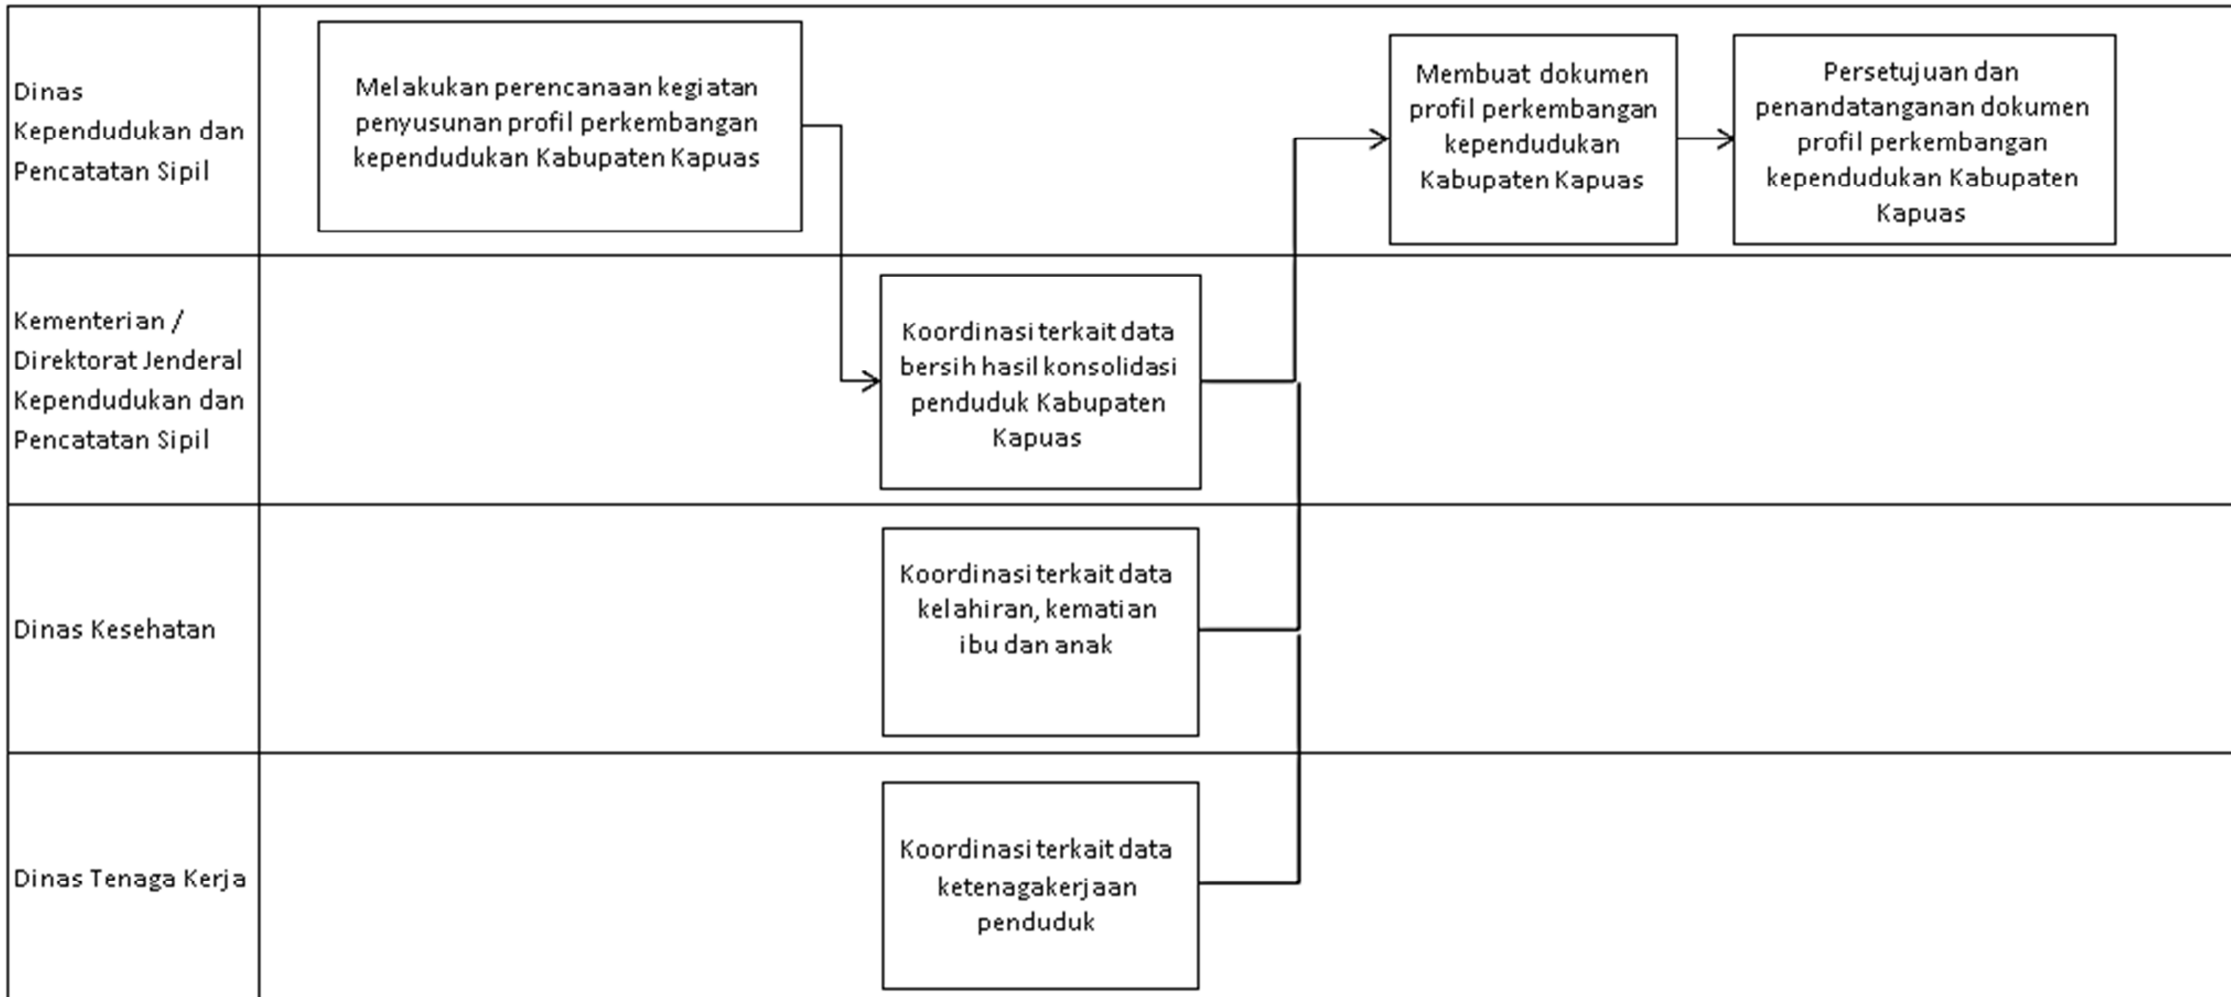 Dinas
Kependudukan dan
Pencatatan Sipil
Melakukan perencanaan kegiatan
penyusunan profil perkembangan
kependudukan Kabupaten Kapuas
Membuat dokumen
profil perkembangan
kependudukan
Kabupaten Kapuas
Persetujuan dan
penandatanganan dokumen
profil perkembangan
kependudukan Kabupaten
Kapuas
Kementerian /
Direktorat Jenderal
Kependudukan dan
Pencatatan Sipil
Koordinasi terkait data
bersih hasil konsolidasi
penduduk Kabupaten
Kapuas
Dinas Kesehatan
Koordinasi terkait data
kelahiran, kematian
ibu dan anak
Dinas Tenaga Kerja
Koordinasi terkait data
ketenagakerjaan
penduduk